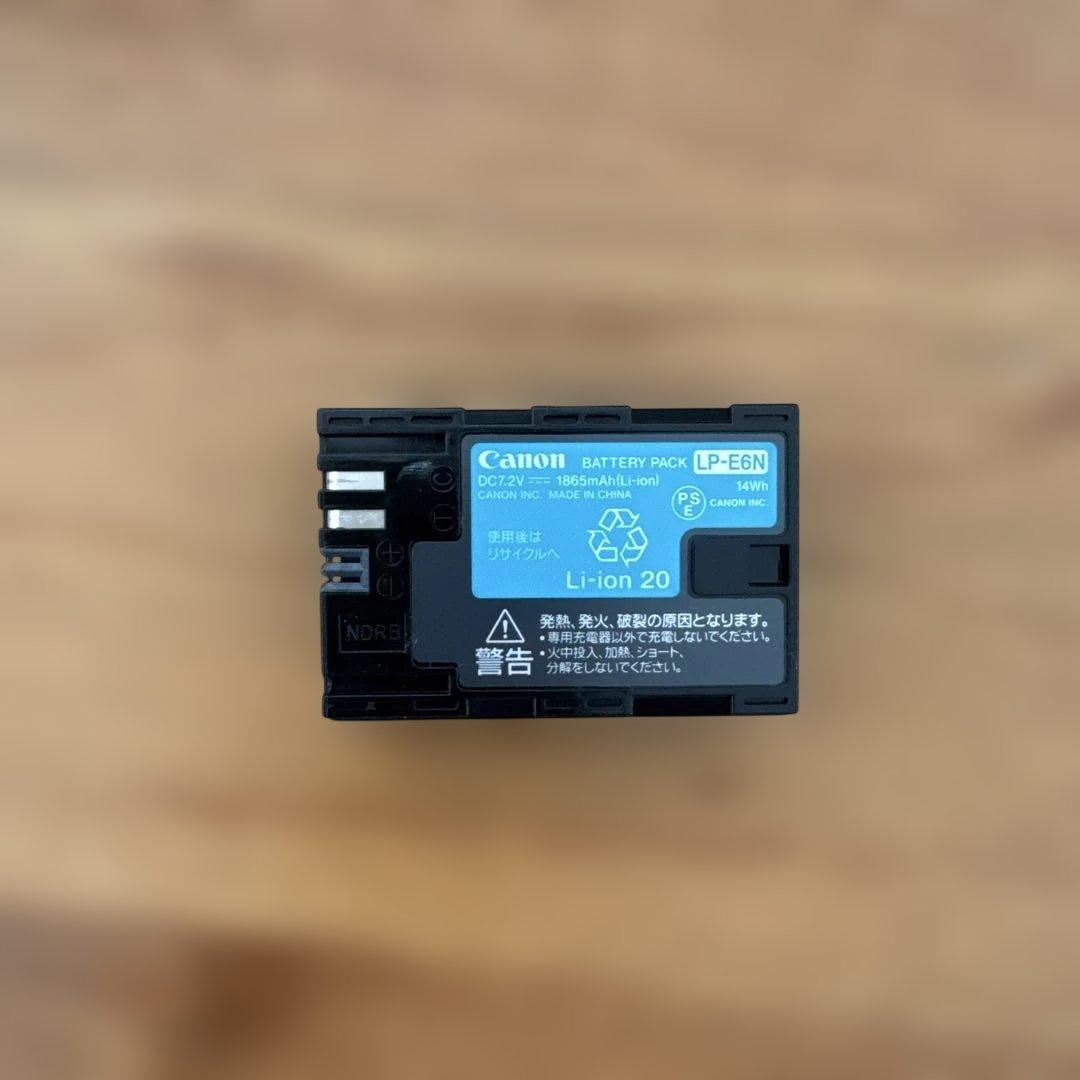 Canon BATTERY PACK LP-E6N
DC7.2V ⎓ 1865mAh(Li-ion) 14Wh
CANON INC. MADE IN CHINA
PSE CANON INC.
使用後は
リサイクルへ
Li-ion 20
C
T
+
−
NDRB
警告
発熱、発火、破裂の原因となります。
・専用充電器以外で充電しないでください。
・火中投入、加熱、ショート、
分解をしないでください。